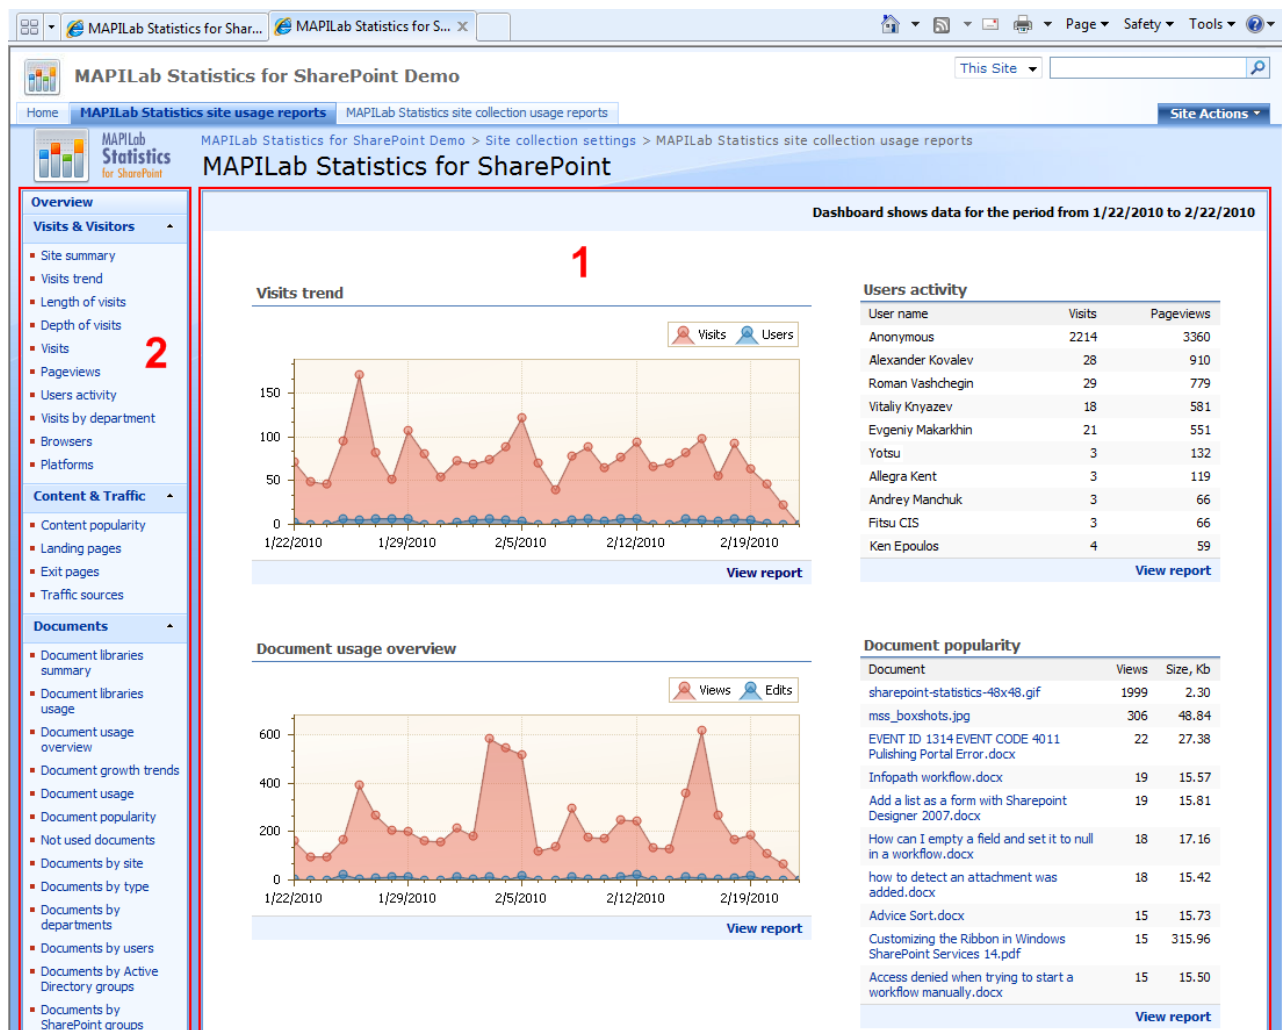 MAPILab Statistics for Shar...
MAPILab Statistics for S...
Page
Safety
Tools
MAPILab Statistics for SharePoint Demo
This Site
Home
MAPILab Statistics site usage reports
MAPILab Statistics site collection usage reports
Site Actions
MAPILab
Statistics
for SharePoint
MAPILab Statistics for SharePoint Demo > Site collection settings > MAPILab Statistics site collection usage reports
MAPILab Statistics for SharePoint
Overview
Visits & Visitors
Site summary
Visits trend
Length of visits
Depth of visits
Visits
Pageviews
Users activity
Visits by department
Browsers
Platforms
2
Content & Traffic
Content popularity
Landing pages
Exit pages
Traffic sources
Documents
Document libraries
summary
Document libraries
usage
Document usage
overview
Document growth trends
Document usage
Document popularity
Not used documents
Documents by site
Documents by type
Documents by
departments
Documents by users
Documents by Active
Directory groups
Documents by
SharePoint groups
Dashboard shows data for the period from 1/22/2010 to 2/22/2010
1
Visits trend
Visits Users
150
100
50
0
1/22/2010 1/29/2010 2/5/2010 2/12/2010 2/19/2010
View report
Users activity
User name Visits Pageviews
Anonymous 2214 3360
Alexander Kovalev 28 910
Roman Vashchegin 29 779
Vitaliy Knyazev 18 581
Evgeniy Makarkhin 21 551
Yotsu 3 132
Allegra Kent 3 119
Andrey Manchuk 3 66
Fitsu CIS 3 66
Ken Epoulos 4 59
View report
Document usage overview
Views Edits
600
400
200
0
1/22/2010 1/29/2010 2/5/2010 2/12/2010 2/19/2010
View report
Document popularity
Document Views Size, Kb
sharepoint-statistics-48x48.gif 1999 2.30
mss_boxshots.jpg 306 48.84
EVENT ID 1314 EVENT CODE 4011 22 27.38
Pulishing Portal Error.docx
Infopath workflow.docx 19 15.57
Add a list as a form with Sharepoint 19 15.81
Designer 2007.docx
How can I empty a field and set it to null 18 17.16
in a workflow.docx
how to detect an attachment was 18 15.42
added.docx
Advice Sort.docx 15 15.73
Customizing the Ribbon in Windows 15 315.96
SharePoint Services 14.pdf
Access denied when trying to start a 15 15.50
workflow manually.docx
View report